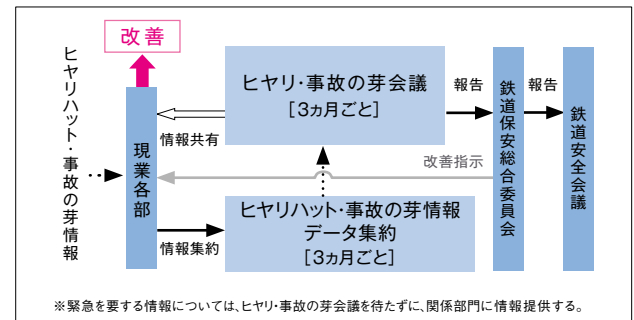 改善
ヒヤリハット・事故の芽情報
現業各部
情報共有
ヒヤリ・事故の芽会議
[3ヵ月ごと]
報告
鉄道保安総合委員会
報告
鉄道安全会議
改善指示
情報集約
ヒヤリハット・事故の芽情報
データ集約
[3ヵ月ごと]
※緊急を要する情報については、ヒヤリ・事故の芽会議を待たずに、関係部門に情報提供する。